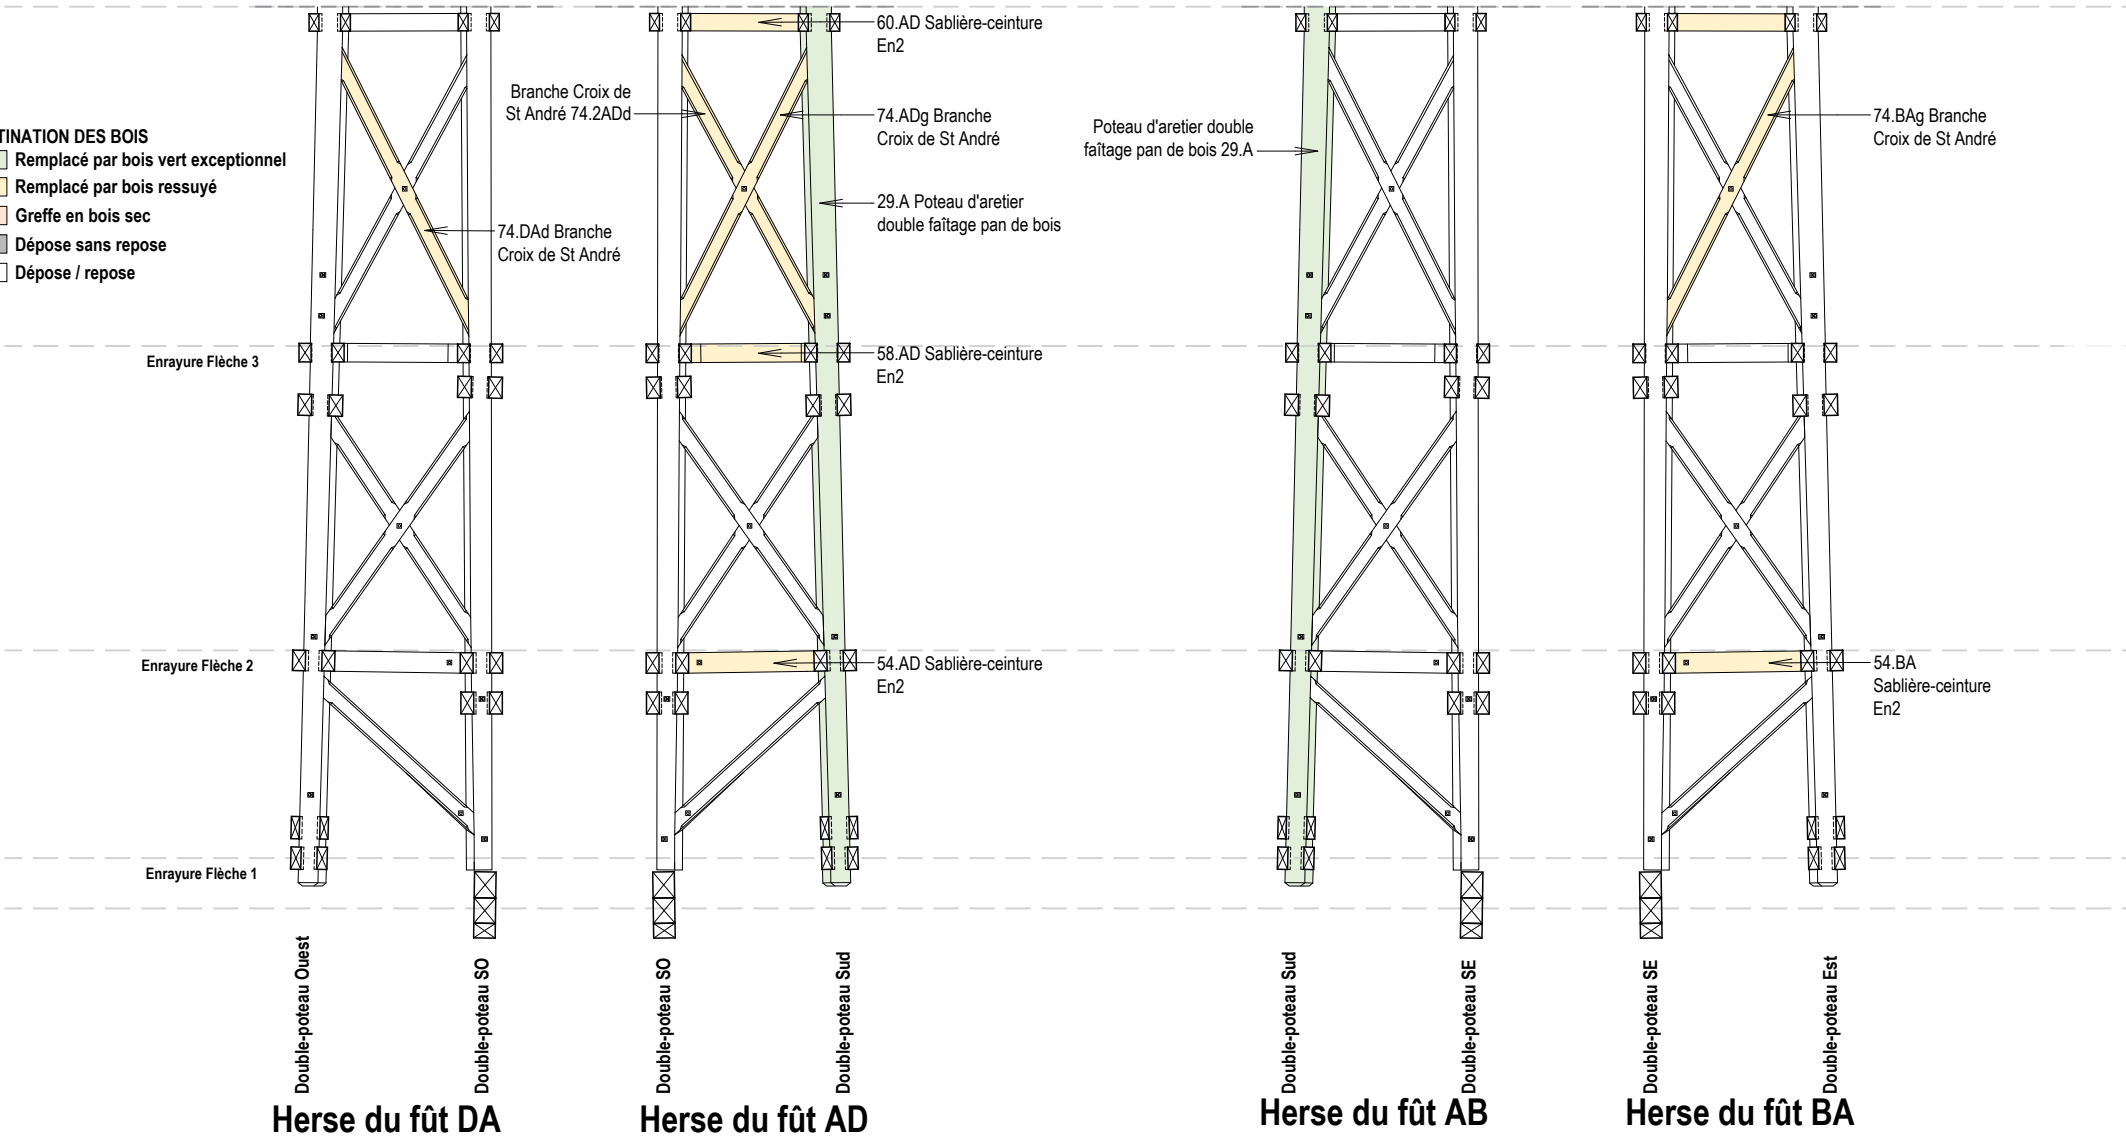 60.AD Sablière-ceinture
En2
Branche Croix de
St André 74.2ADd
74.ADg Branche
Croix de St André
Poteau d'aretier double
faîtage pan de bois 29.A
74.BAg Branche
Croix de St André
TINATION DES BOIS
Remplacé par bois vert exceptionnel
Remplacé par bois ressuyé
Greffe en bois sec
Dépose sans repose
Dépose / repose
74.DAd Branche
Croix de St André
29.A Poteau d'aretier
double faîtage pan de bois
Enrayure Flèche 3
58.AD Sablière-ceinture
En2
Enrayure Flèche 2
54.AD Sablière-ceinture
En2
54.BA
Sablière-ceinture
En2
Enrayure Flèche 1
Double-poteau Ouest
Double-poteau SO
Double-poteau SO
Double-poteau Sud
Double-poteau Sud
Double-poteau SE
Double-poteau SE
Double-poteau Est
Herse du fût DA
Herse du fût AD
Herse du fût AB
Herse du fût BA